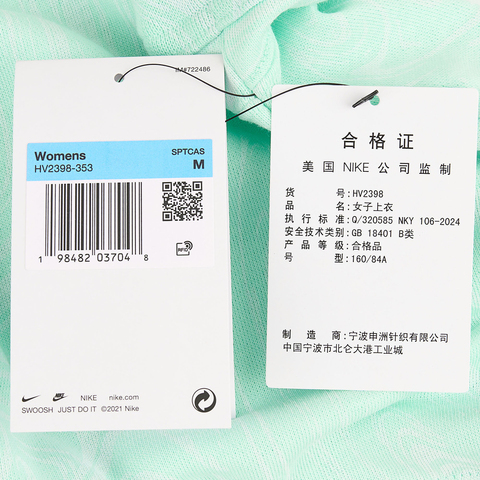 IM#722486
Womens
SPTCAS
HV2398-353
M
1 98482 03704 8
RFID
NIKE
nike.com
SWOOSH JUST DO IT ©2021 Nike
合格证
美国 NIKE 公司监制
货号:HV2398
品名:女子上衣
执行标准:Q/320585 NKY 106-2024
安全技术类别:GB 18401 B类
产品等级:合格品
号型:160/84A
制造商:宁波申洲针织有限公司
中国宁波市北仑大港工业城